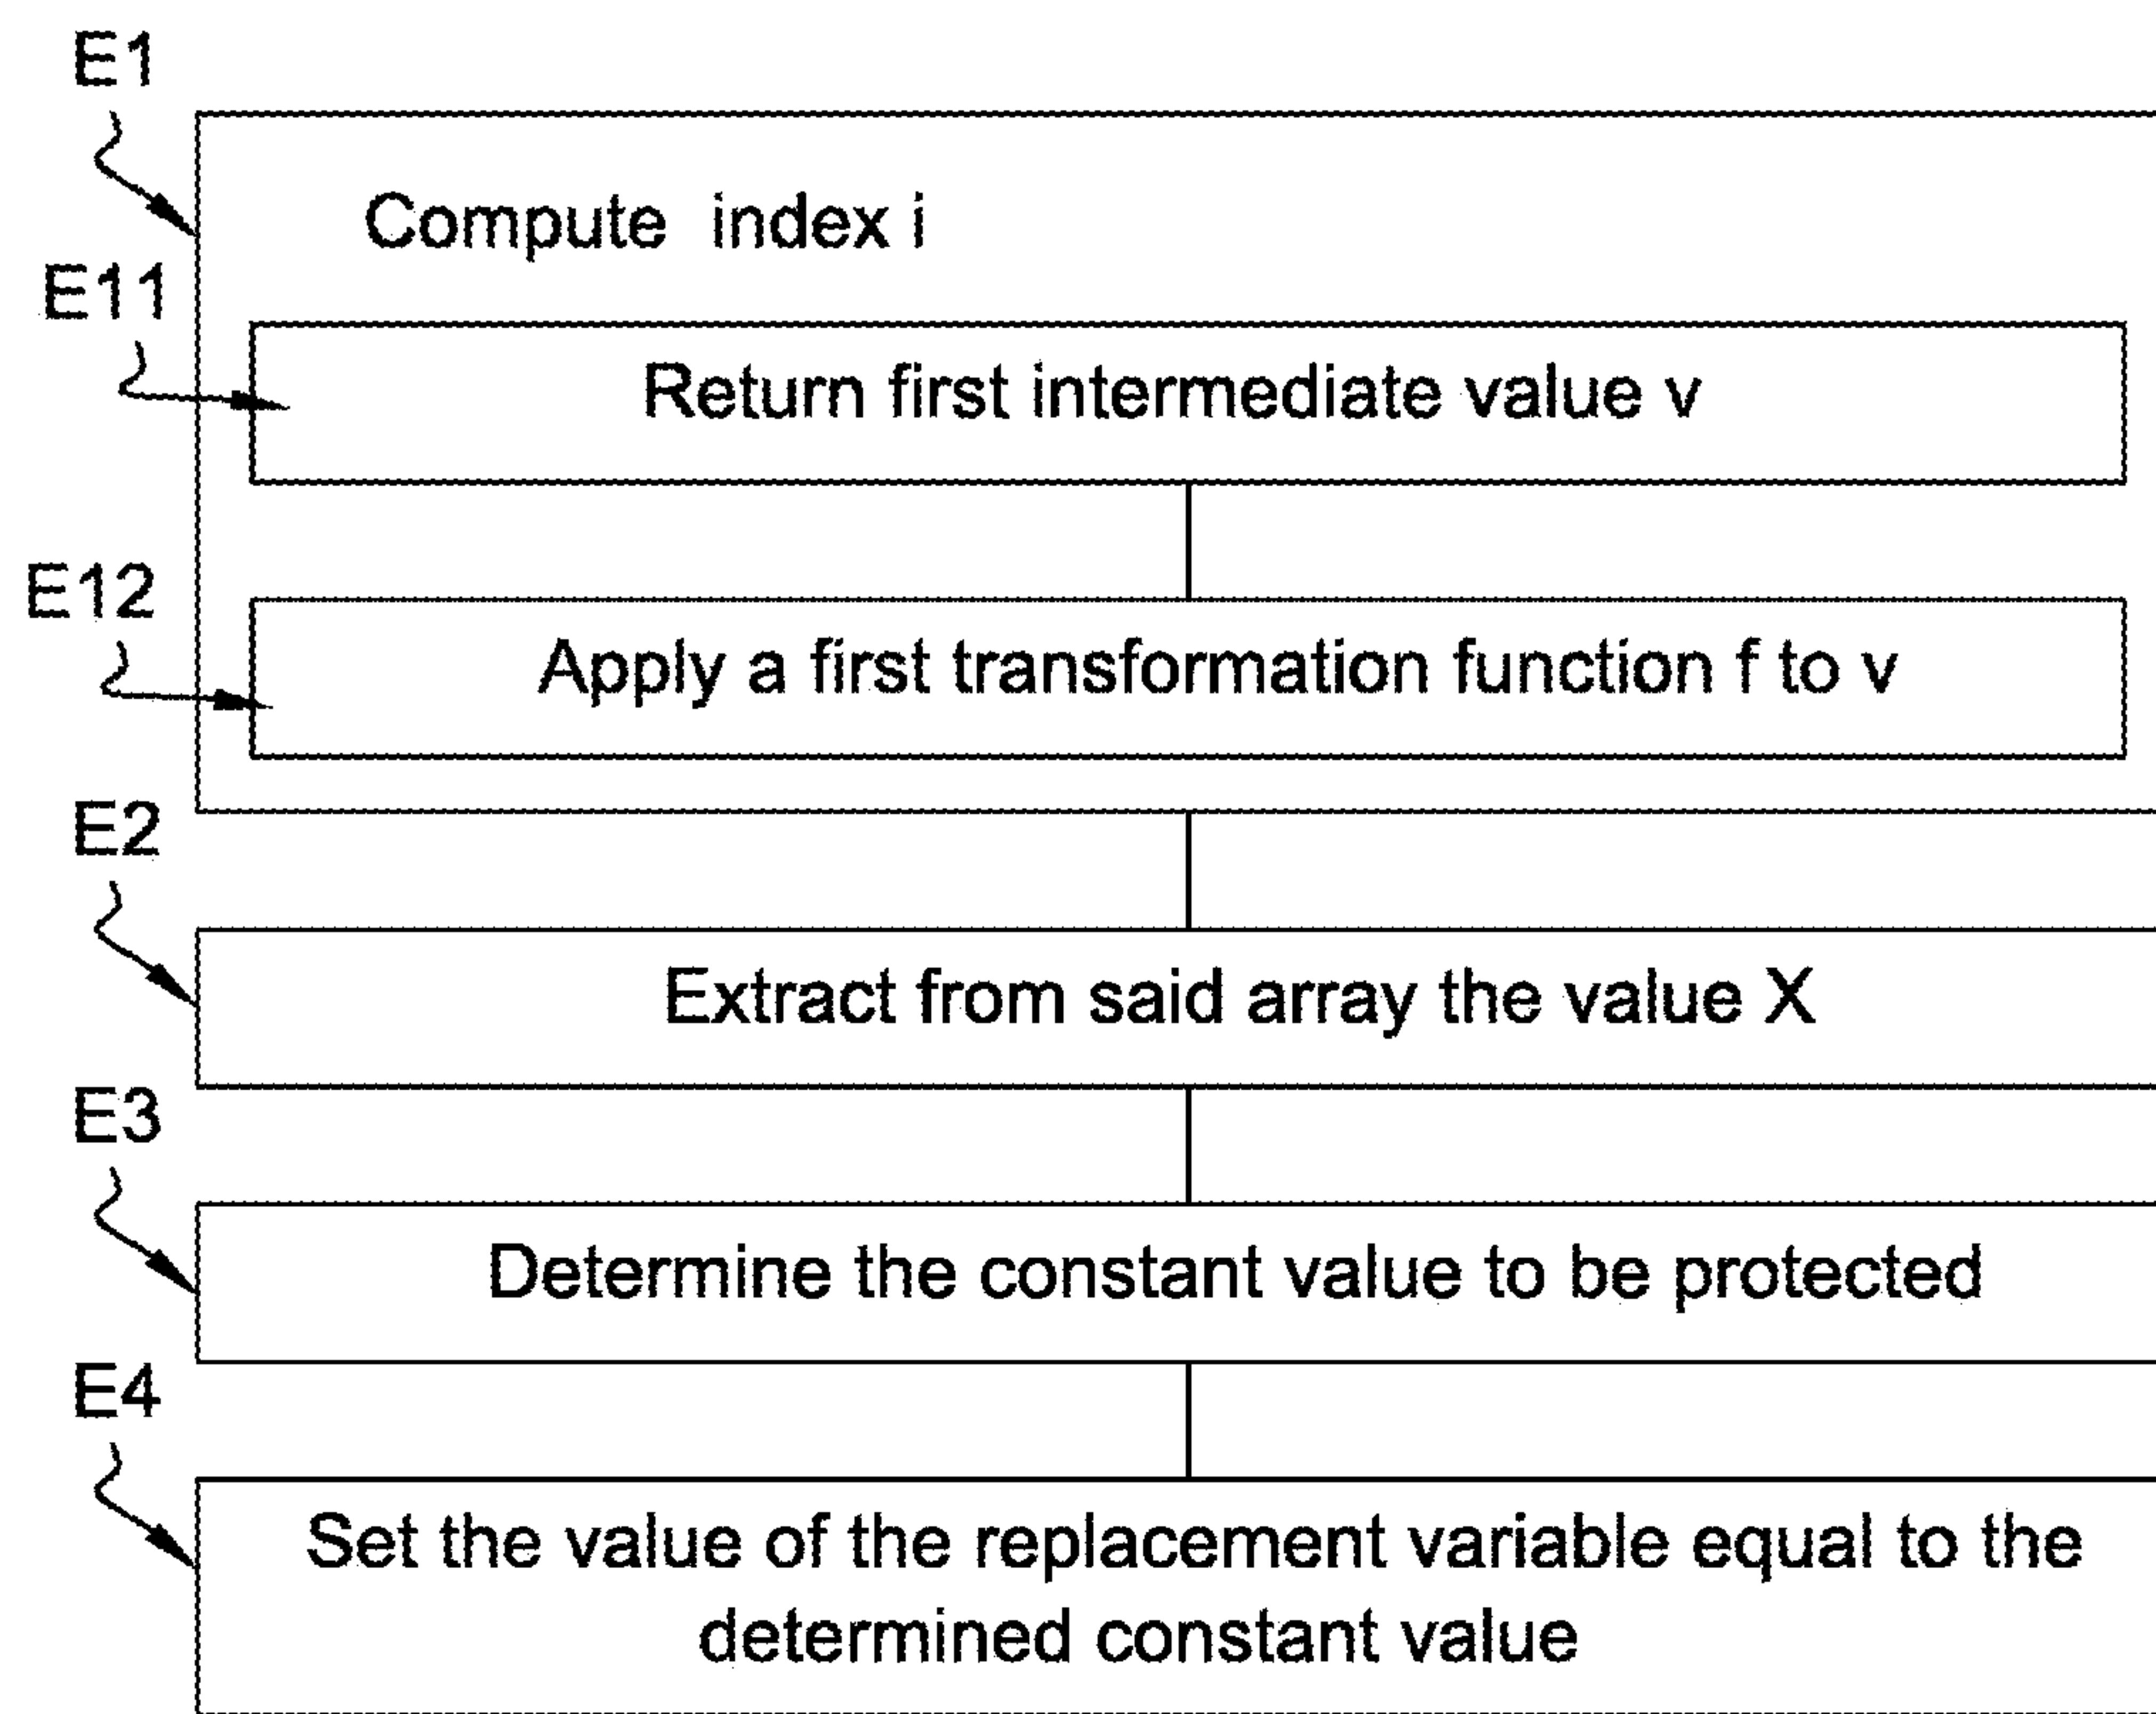 E1
Compute index i
E11
Return first intermediate value v
E12
Apply a first transformation function f to v
E2
Extract from said array the value X
E3
Determine the constant value to be protected
E4
Set the value of the replacement variable equal to the
determined constant value